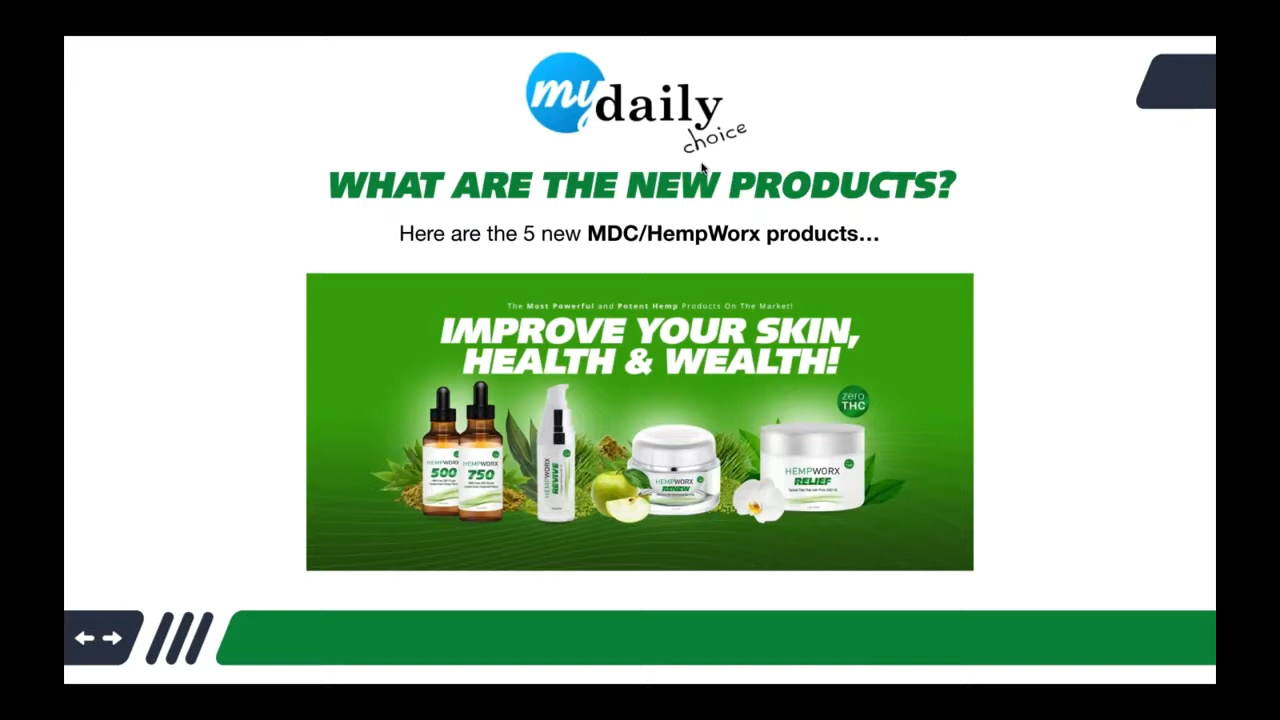 my daily
choice
WHAT ARE THE NEW PRODUCTS?
Here are the 5 new MDC/HempWorx products...
The Most Powerful and Potent Hemp Products On The Market!
IMPROVE YOUR SKIN,
HEALTH & WEALTH!
zero
THC
HEMPWORX
500
HEMPWORX
750
HEMPWORX
REVIVE
HEMPWORX
RENEW
HEMPWORX
RELIEF